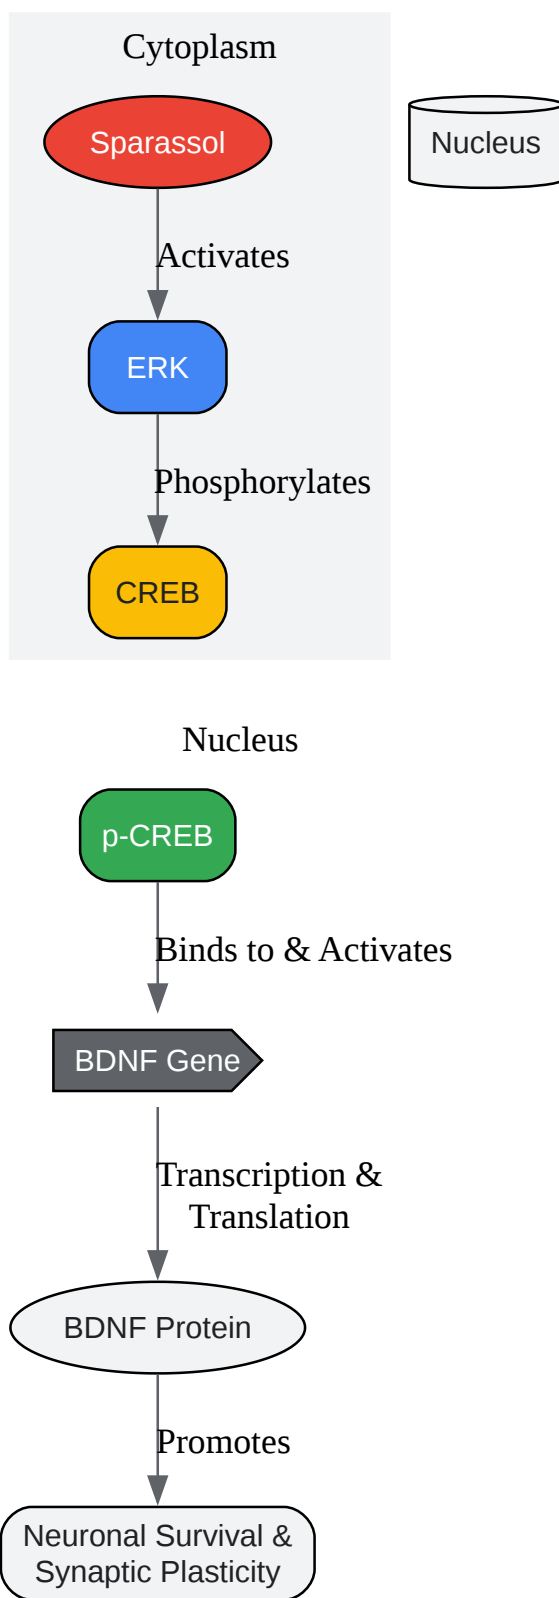 Cytoplasm
Sparassol
Nucleus
Activates
ERK
Phosphorylates
CREB
Nucleus
p-CREB
Binds to & Activates
BDNF Gene
Transcription &
Translation
BDNF Protein
Promotes
Neuronal Survival &
Synaptic Plasticity